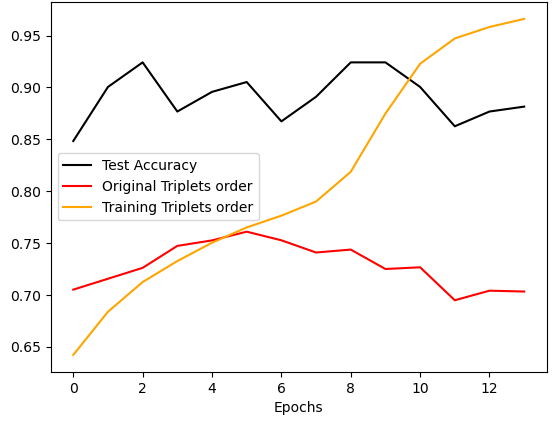 0.95
0.90
0.85
0.80
0.75
0.70
0.65
Test Accuracy
Original Triplets order
Training Triplets order
0 2 4 6 8 10 12
Epochs